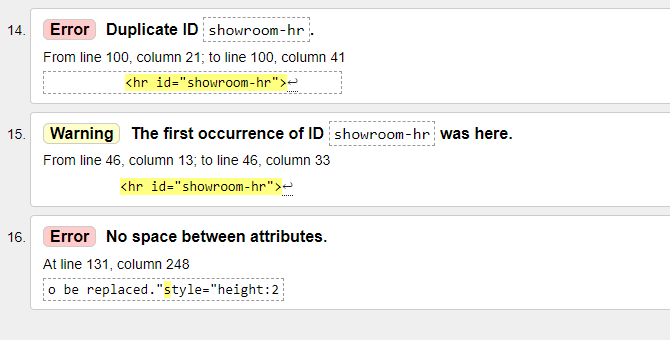 14. Error Duplicate ID showroom-hr.
From line 100, column 21; to line 100, column 41
<hr id="showroom-hr">↩
15. Warning The first occurrence of ID showroom-hr was here.
From line 46, column 13; to line 46, column 33
<hr id="showroom-hr">↩
16. Error No space between attributes.
At line 131, column 248
o be replaced."style="height:2